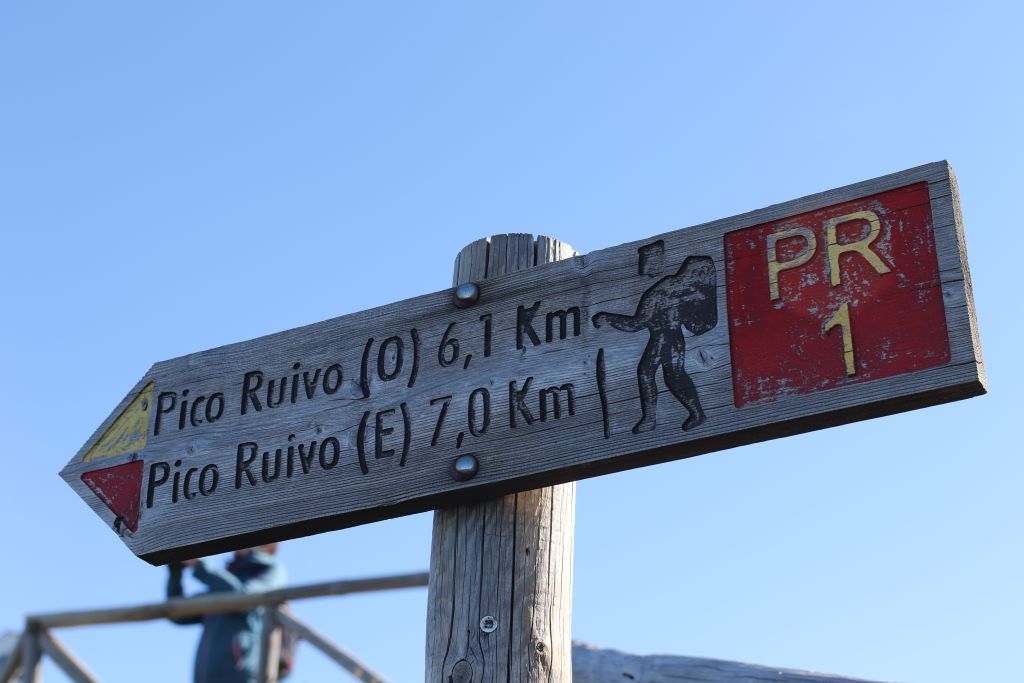 Pico Ruivo (O) 6,1 Km
Pico Ruivo (E) 7,0 Km
PR
1